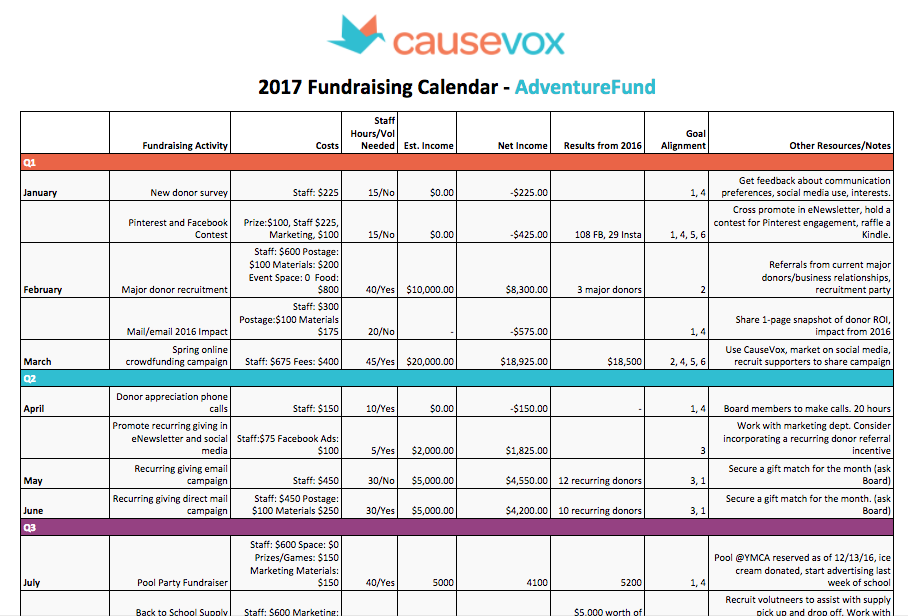 causevox
2017 Fundraising Calendar - AdventureFund
Fundraising Activity Costs Staff Hours/Vol Needed Est. Income Net Income Results from 2016 Goal Alignment Other Resources/Notes
Q1
January New donor survey Staff: $225 15/No $0.00 -$225.00 1, 4 Get feedback about communication preferences, social media use, interests.
Pinterest and Facebook Contest Prize:$100, Staff $225, Marketing, $100 15/No $0.00 -$425.00 108 FB, 29 Insta 1, 4, 5, 6 Cross promote in eNewsletter, hold a contest for Pinterest engagement, raffle a Kindle.
February Major donor recruitment Staff: $600 Postage: $100 Materials: $200 Event Space: 0 Food: $800 40/Yes $10,000.00 $8,300.00 3 major donors 2 Referrals from current major donors/business relationships, recruitment party
Mail/email 2016 Impact Staff: $300 Postage:$100 Materials $175 20/No - -$575.00 1, 4 Share 1-page snapshot of donor ROI, impact from 2016
March Spring online crowdfunding campaign Staff: $675 Fees: $400 45/Yes $20,000.00 $18,925.00 $18,500 2, 4, 5, 6 Use CauseVox, market on social media, recruit supporters to share campaign
Q2
April Donor appreciation phone calls Staff: $150 10/Yes $0.00 -$150.00 - 1, 4 Board members to make calls. 20 hours
Promote recurring giving in eNewsletter and social media Staff:$75 Facebook Ads: $100 5/Yes $2,000.00 $1,825.00 3 Work with marketing dept. Consider incorporating a recurring donor referral incentive
May Recurring giving email campaign Staff: $450 30/No $5,000.00 $4,550.00 12 recurring donors 3, 1 Secure a gift match for the month (ask Board)
June Recurring giving direct mail campaign Staff: $450 Postage: $100 Materials $250 30/Yes $5,000.00 $4,200.00 10 recurring donors 3, 1 Secure a gift match for the month. (ask Board)
Q3
July Pool Party Fundraiser Staff: $600 Space: $0 Prizes/Games: $150 Marketing Materials: $150 40/Yes 5000 4100 5200 1, 4 Pool @YMCA reserved as of 12/13/16, ice cream donated, start advertising last week of school
Back to School Supply Staff: $600 Marketing: $5,000 worth of Recruit volutneers to assist with supply pick up and drop off. Work with